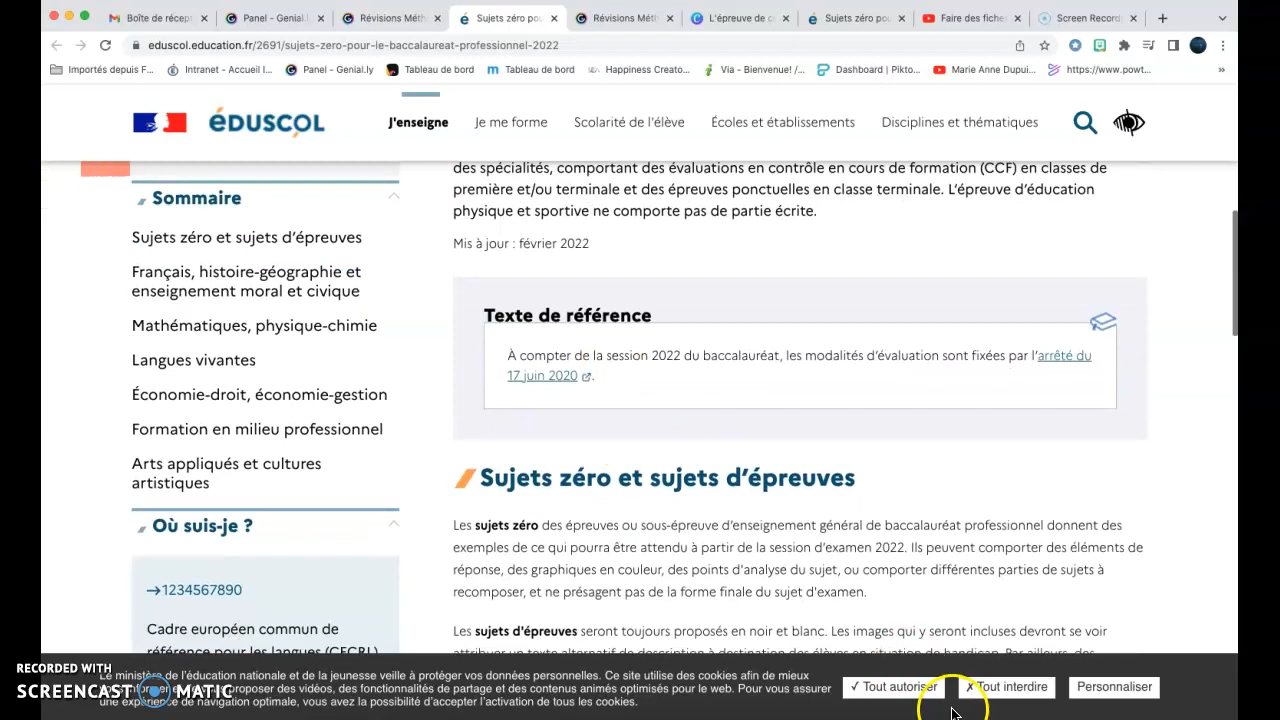 Boîte de récept
Panel - Genial.l
Révisions Méth
Sujets zéro pou
Révisions Méth
L'épreuve de c
Sujets zéro pou
Faire des fiche
Screen Record
eduscol.education.fr/2691/sujets-zero-pour-le-baccalaureat-professionnel-2022
Importés depuis F...
Intranet - Accueil I...
Panel - Genial.ly
Tableau de bord
Tableau de bord
Happiness Creato...
Via - Bienvenue! /...
Dashboard | Pikto...
Marie Anne Dupui...
https://www.powt...
»
éduscol
J'enseigne
Je me forme
Scolarité de l'élève
Écoles et établissements
Disciplines et thématiques
Sommaire
Sujets zéro et sujets d'épreuves
Français, histoire-géographie et
enseignement moral et civique
Mathématiques, physique-chimie
Langues vivantes
Économie-droit, économie-gestion
Formation en milieu professionnel
Arts appliqués et cultures
artistiques
Où suis-je ?
→1234567890
Cadre européen commun de
référence pour les langues (CECRL)
des spécialités, comportant des évaluations en contrôle en cours de formation (CCF) en classes de
première et/ou terminale et des épreuves ponctuelles en classe terminale. L'épreuve d'éducation
physique et sportive ne comporte pas de partie écrite.
Mis à jour : février 2022
Texte de référence
À compter de la session 2022 du baccalauréat, les modalités d'évaluation sont fixées par l'arrêté du
17 juin 2020 .
Sujets zéro et sujets d'épreuves
Les sujets zéro des épreuves ou sous-épreuve d'enseignement général de baccalauréat professionnel donnent des
exemples de ce qui pourra être attendu à partir de la session d'examen 2022. Ils peuvent comporter des éléments de
réponse, des graphiques en couleur, des points d'analyse du sujet, ou comporter différentes parties de sujets à
recomposer, et ne présagent pas de la forme finale du sujet d'examen.
Les sujets d'épreuves seront toujours proposés en noir et blanc. Les images qui y seront incluses devront se voir
attribuer un texte alternatif de description à destination des élèves en situation de handicap. Par ailleurs, des
Le ministère de l'éducation nationale et de la jeunesse veille à protéger vos données personnelles. Ce site utilise des cookies afin de mieux
proposer des vidéos, des fonctionnalités de partage et des contenus animés optimisés pour le web. Pour vous assurer
une expérience de navigation optimale, vous avez la possibilité d'accepter l'activation de tous les cookies.
✓ Tout autoriser
✗ Tout interdire
Personnaliser
RECORDED WITH
SCREENCAST MATIC